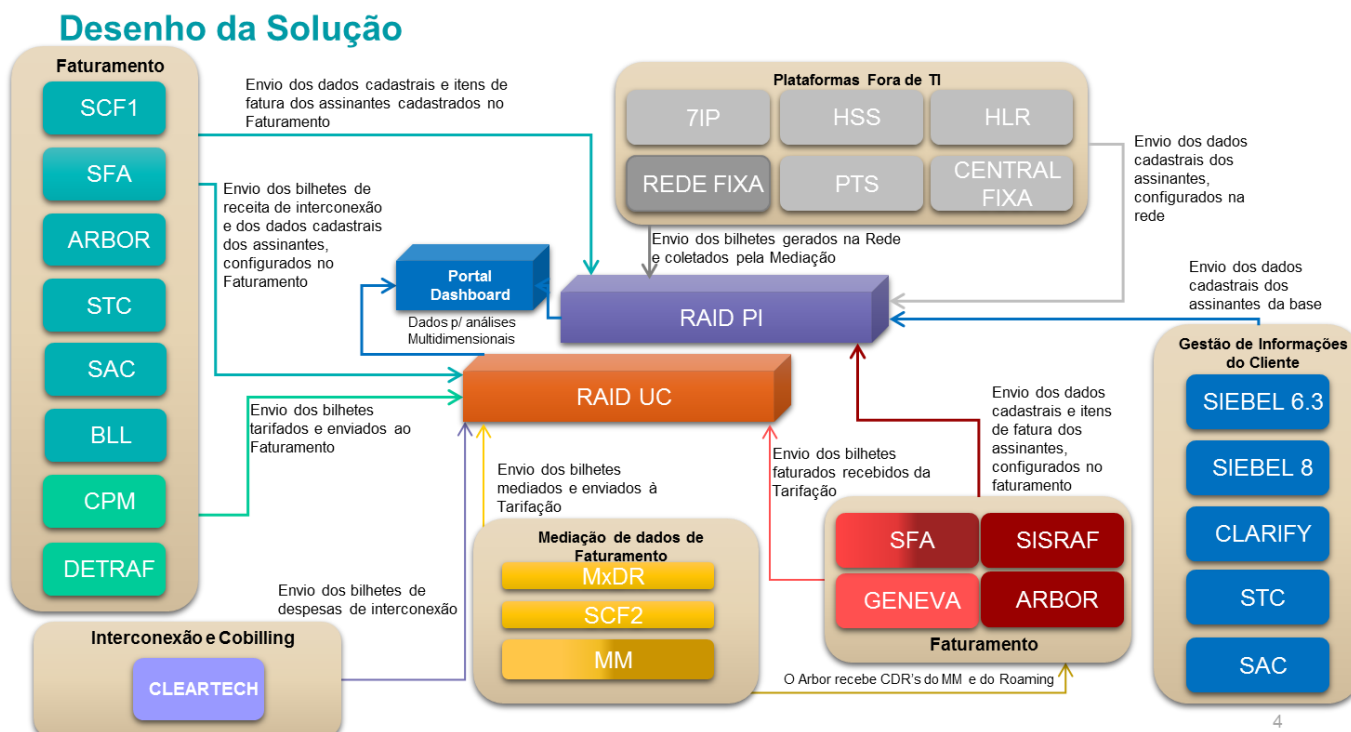 Desenho da Solução
Faturamento
SCF1
SFA
ARBOR
STC
SAC
BLL
CPM
DETRAF
Envio dos dados cadastrais e itens de
fatura dos assinantes cadastrados no
Faturamento
Envio dos bilhetes de
receita de interconexão
e dos dados cadastrais
dos assinantes,
configurados no
Faturamento
Plataformas Fora de TI
7IP
HSS
HLR
REDE FIXA
PTS
CENTRAL
FIXA
Envio dos dados
cadastrais dos
assinantes,
configurados na
rede
Envio dos bilhetes gerados na Rede
e coletados pela Mediação
Portal
Dashboard
Dados p/ análises
Multidimensionais
RAID PI
RAID UC
Envio dos dados
cadastrais dos
assinantes da base
Gestão de Informações
do Cliente
SIEBEL 6.3
SIEBEL 8
CLARIFY
STC
SAC
Envio dos bilhetes
tarifados e enviados ao
Faturamento
Envio dos bilhetes
mediados e enviados à
Tarifação
Envio dos bilhetes
faturados recebidos da
Tarifação
Envio dos dados
cadastrais e itens
de fatura dos
assinantes,
configurados no
faturamento
Mediação de dados de
Faturamento
MxDR
SCF2
MM
SFA
SISRAF
GENEVA
ARBOR
Faturamento
Envio dos bilhetes de
despesas de interconexão
Interconexão e Cobilling
CLEARTECH
O Arbor recebe CDR's do MM e do Roaming
4